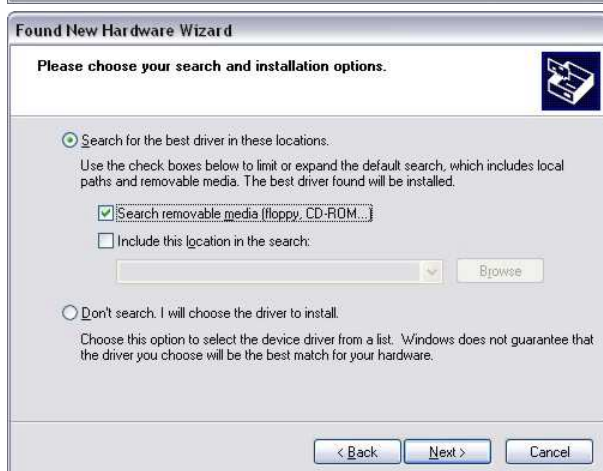 Found New Hardware Wizard
Please choose your search and installation options.
Search for the best driver in these locations.
Use the check boxes below to limit or expand the default search, which includes local
paths and removable media. The best driver found will be installed.
Search removable media (floppy, CD-ROM...)
Include this location in the search:
Browse
Don't search. I will choose the driver to install.
Choose this option to select the device driver from a list. Windows does not guarantee that
the driver you choose will be the best match for your hardware.
< Back Next > Cancel